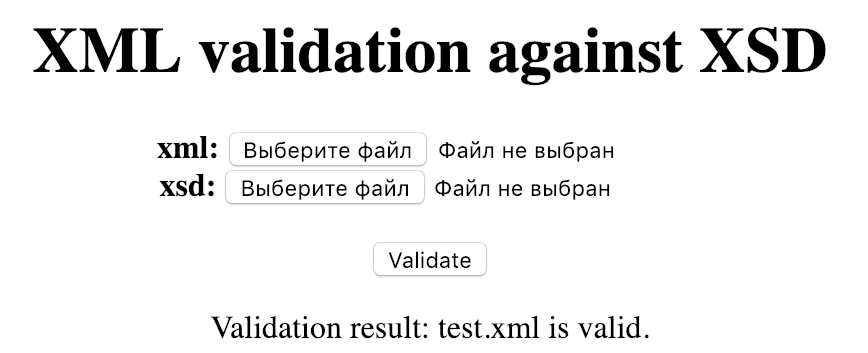 XML validation against XSD
xml: Выберите файл Файл не выбран
xsd: Выберите файл Файл не выбран
Validate
Validation result: test.xml is valid.